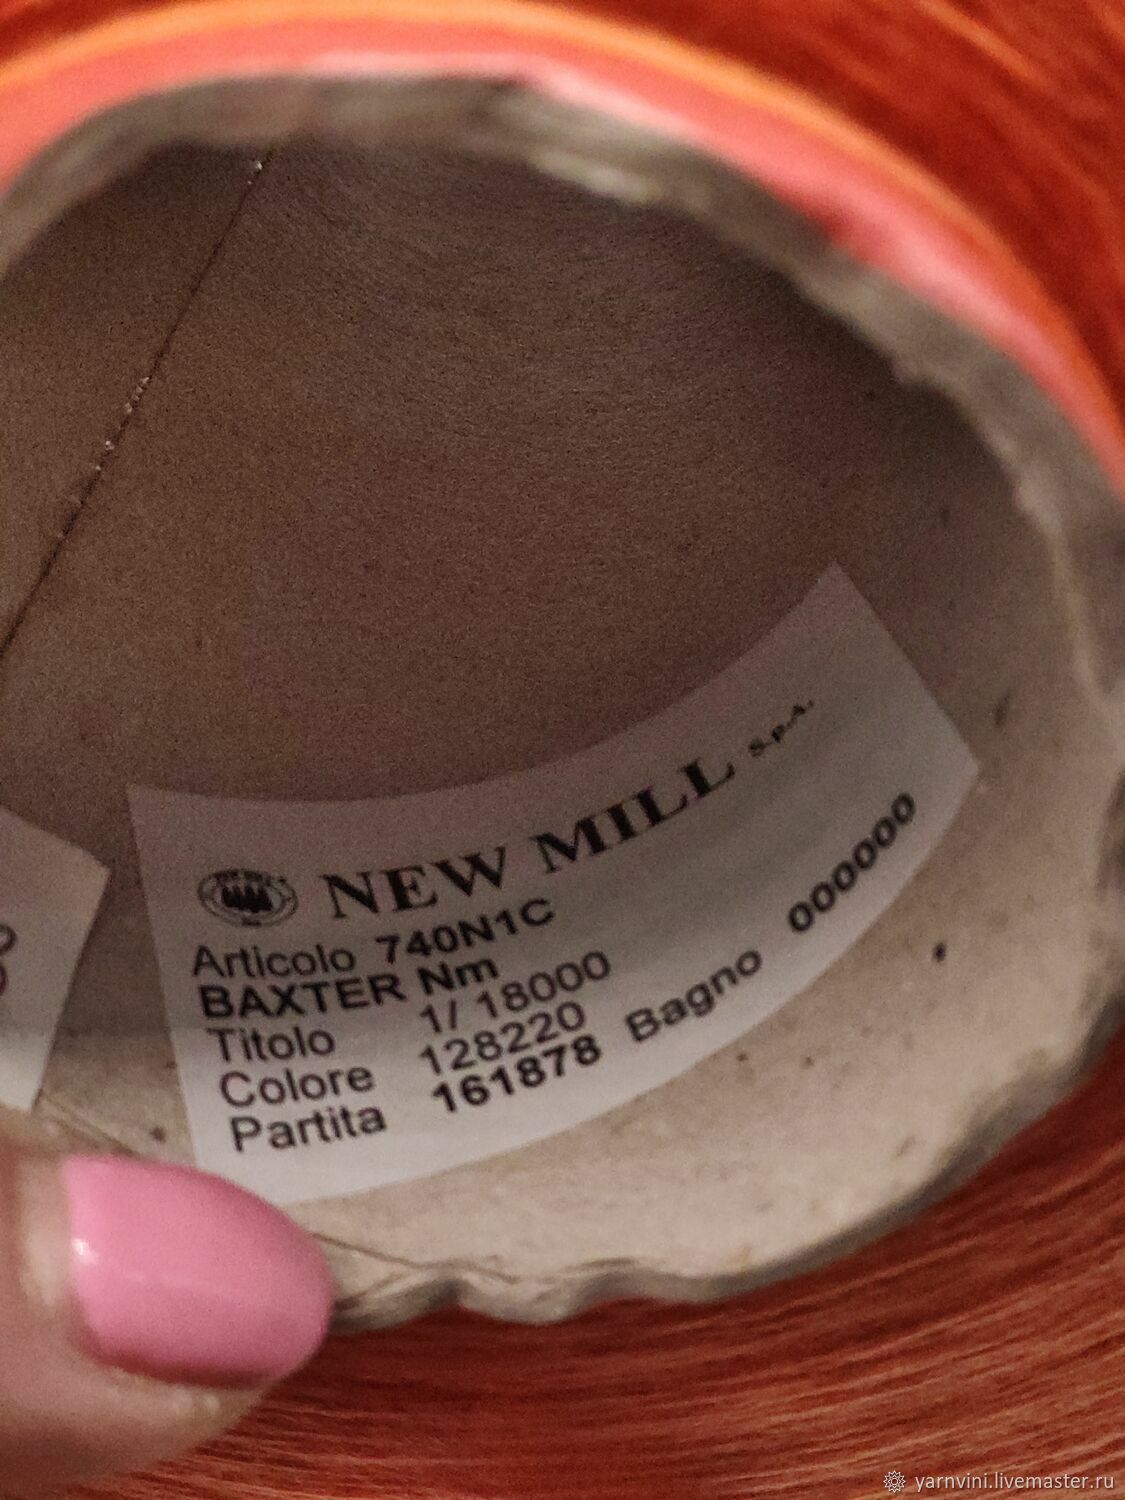 NEW MILL S.p.A.
Articolo 740N1C
BAXTER Nm
Titolo 1/ 18000
Colore 128220
Partita 161878 Bagno 000000
yarnvini.livemaster.ru